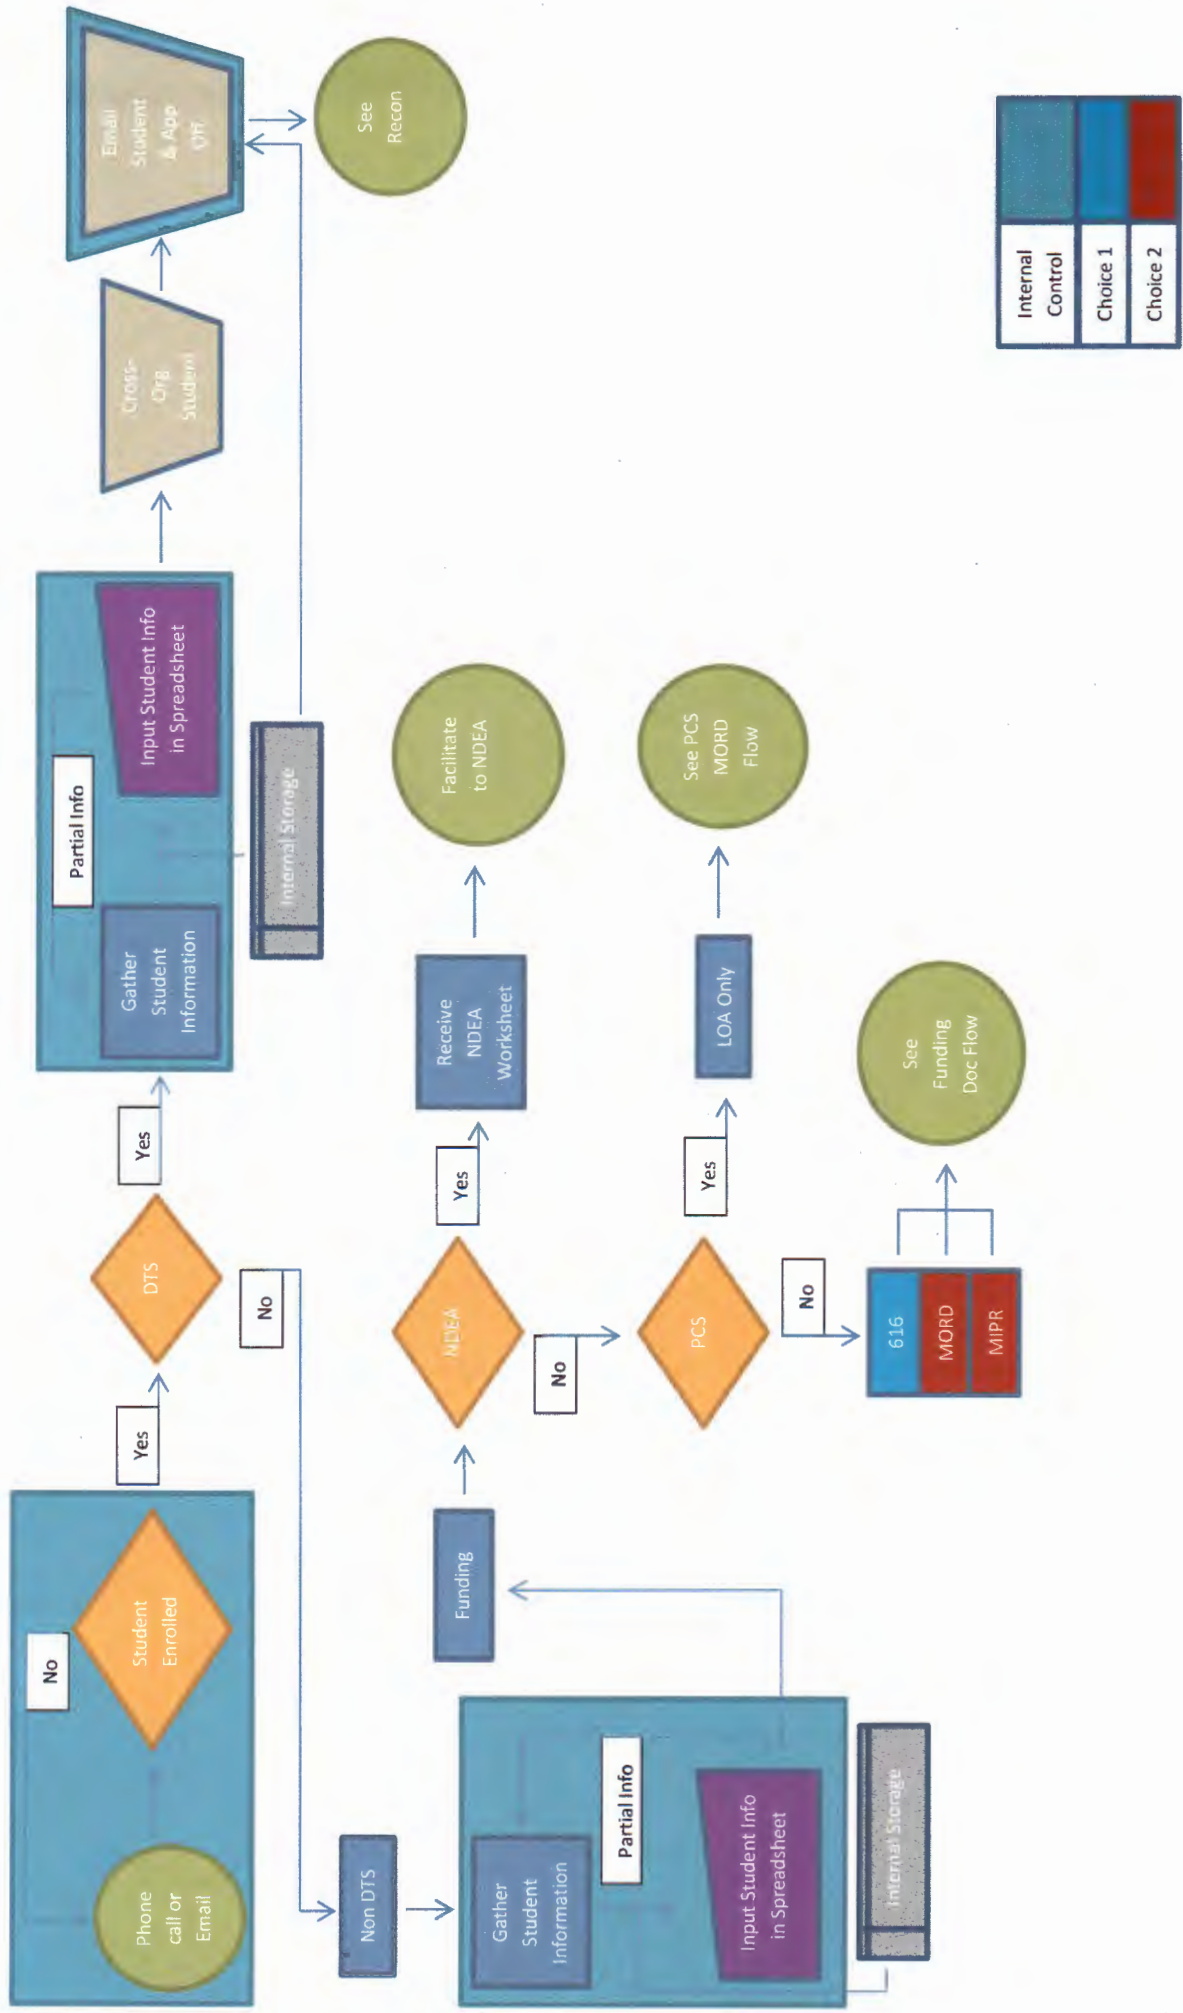 No
Phone
call or
Email
Student
Enrolled
Yes
DTS
Yes
No
Gather
Student
Information
Partial Info
Input Student Info
in Spreadsheet
Internal Storage
Cross-
Org
Student
Email
Student
& App
Off.
See
Recon
Non DTS
Gather
Student
Information
Partial Info
Input Student Info
in Spreadsheet
Internal Storage
Funding
NDEA
Yes
Receive
NDEA
Worksheet
Facilitate
to NDEA
No
PCS
Yes
LOA Only
See PCS
MORD
Flow
No
616
MORD
MIPR
See
Funding
Doc Flow
Internal
Control
Choice 1
Choice 2